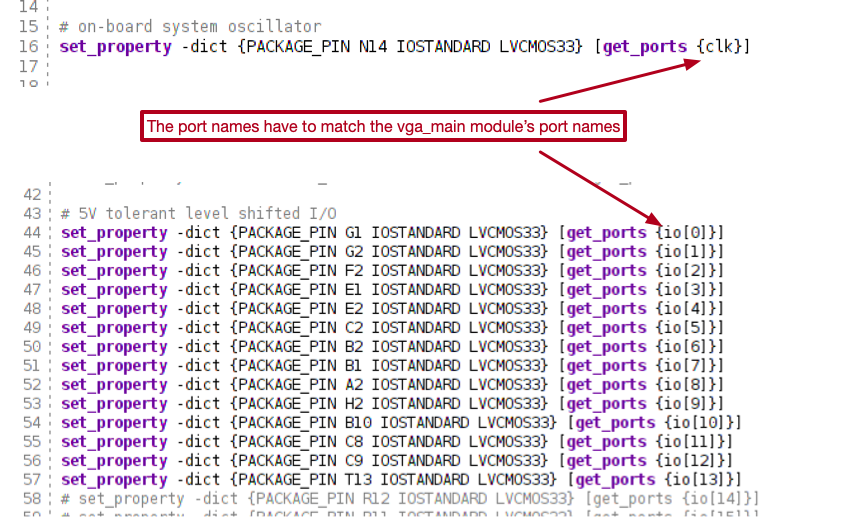 14
15 # on-board system oscillator
16 set_property -dict {PACKAGE_PIN N14 IOSTANDARD LVCMOS33} [get_ports {clk}]
17
The port names have to match the vga_main module's port names
42
43 # 5V tolerant level shifted I/O
44 set_property -dict {PACKAGE_PIN G1 IOSTANDARD LVCMOS33} [get_ports {io[0]}]
45 set_property -dict {PACKAGE_PIN G2 IOSTANDARD LVCMOS33} [get_ports {io[1]}]
46 set_property -dict {PACKAGE_PIN F2 IOSTANDARD LVCMOS33} [get_ports {io[2]}]
47 set_property -dict {PACKAGE_PIN E1 IOSTANDARD LVCMOS33} [get_ports {io[3]}]
48 set_property -dict {PACKAGE_PIN E2 IOSTANDARD LVCMOS33} [get_ports {io[4]}]
49 set_property -dict {PACKAGE_PIN C2 IOSTANDARD LVCMOS33} [get_ports {io[5]}]
50 set_property -dict {PACKAGE_PIN B2 IOSTANDARD LVCMOS33} [get_ports {io[6]}]
51 set_property -dict {PACKAGE_PIN B1 IOSTANDARD LVCMOS33} [get_ports {io[7]}]
52 set_property -dict {PACKAGE_PIN A2 IOSTANDARD LVCMOS33} [get_ports {io[8]}]
53 set_property -dict {PACKAGE_PIN H2 IOSTANDARD LVCMOS33} [get_ports {io[9]}]
54 set_property -dict {PACKAGE_PIN B10 IOSTANDARD LVCMOS33} [get_ports {io[10]}]
55 set_property -dict {PACKAGE_PIN C8 IOSTANDARD LVCMOS33} [get_ports {io[11]}]
56 set_property -dict {PACKAGE_PIN C9 IOSTANDARD LVCMOS33} [get_ports {io[12]}]
57 set_property -dict {PACKAGE_PIN T13 IOSTANDARD LVCMOS33} [get_ports {io[13]}]
58 # set_property -dict {PACKAGE_PIN R12 IOSTANDARD LVCMOS33} [get_ports {io[14]}]